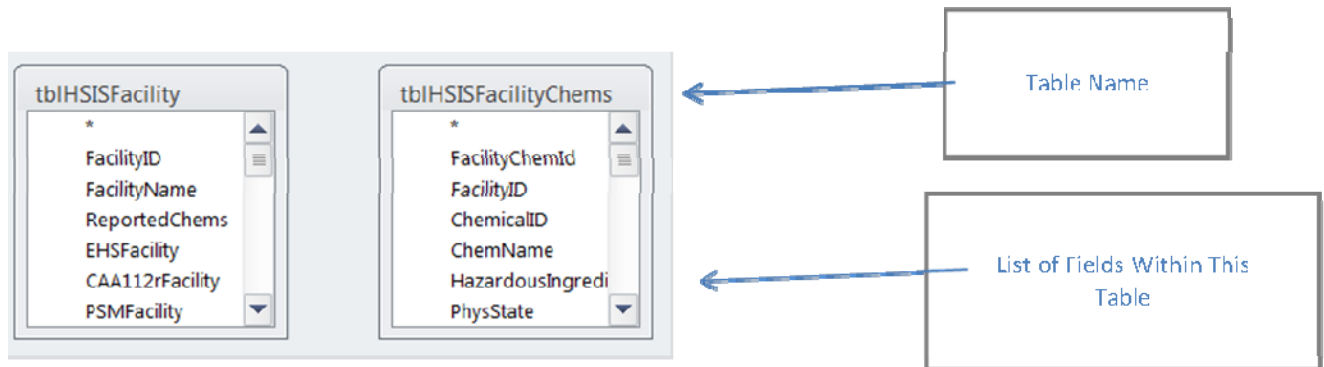 tblHSISFacility
*
FacilityID
FacilityName
ReportedChems
EHSFacility
CAA112rFacility
PSMFacility
tblHSISFacilityChems
*
FacilityChemId
FacilityID
ChemicalID
ChemName
HazardousIngredi
PhysState
Table Name
List of Fields Within This
Table